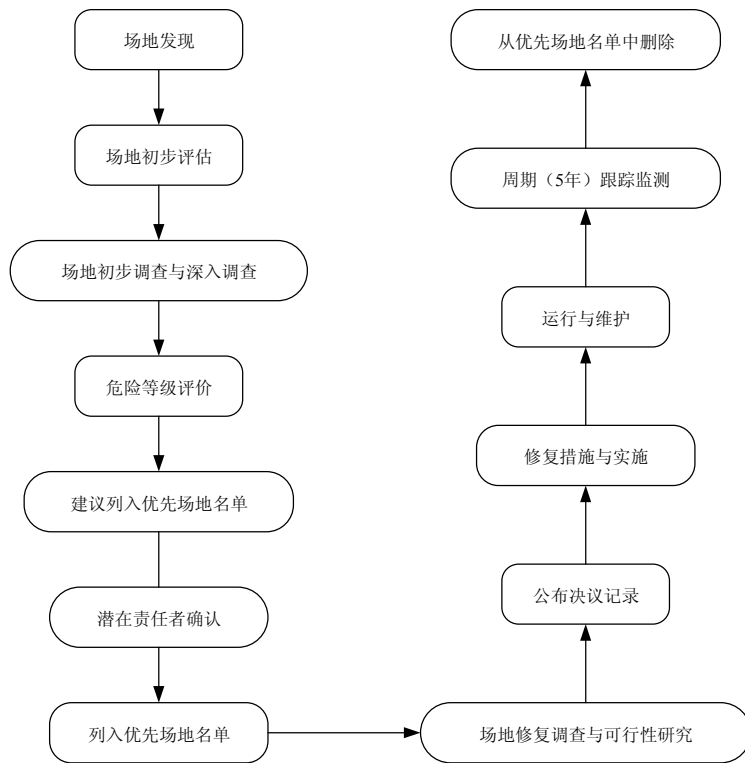 场地发现
场地初步评估
场地初步调查与深入调查
危险等级评价
建议列入优先场地名单
潜在责任者确认
列入优先场地名单
场地修复调查与可行性研究
公布决议记录
修复措施与实施
运行与维护
周期（5年）跟踪监测
从优先场地名单中删除